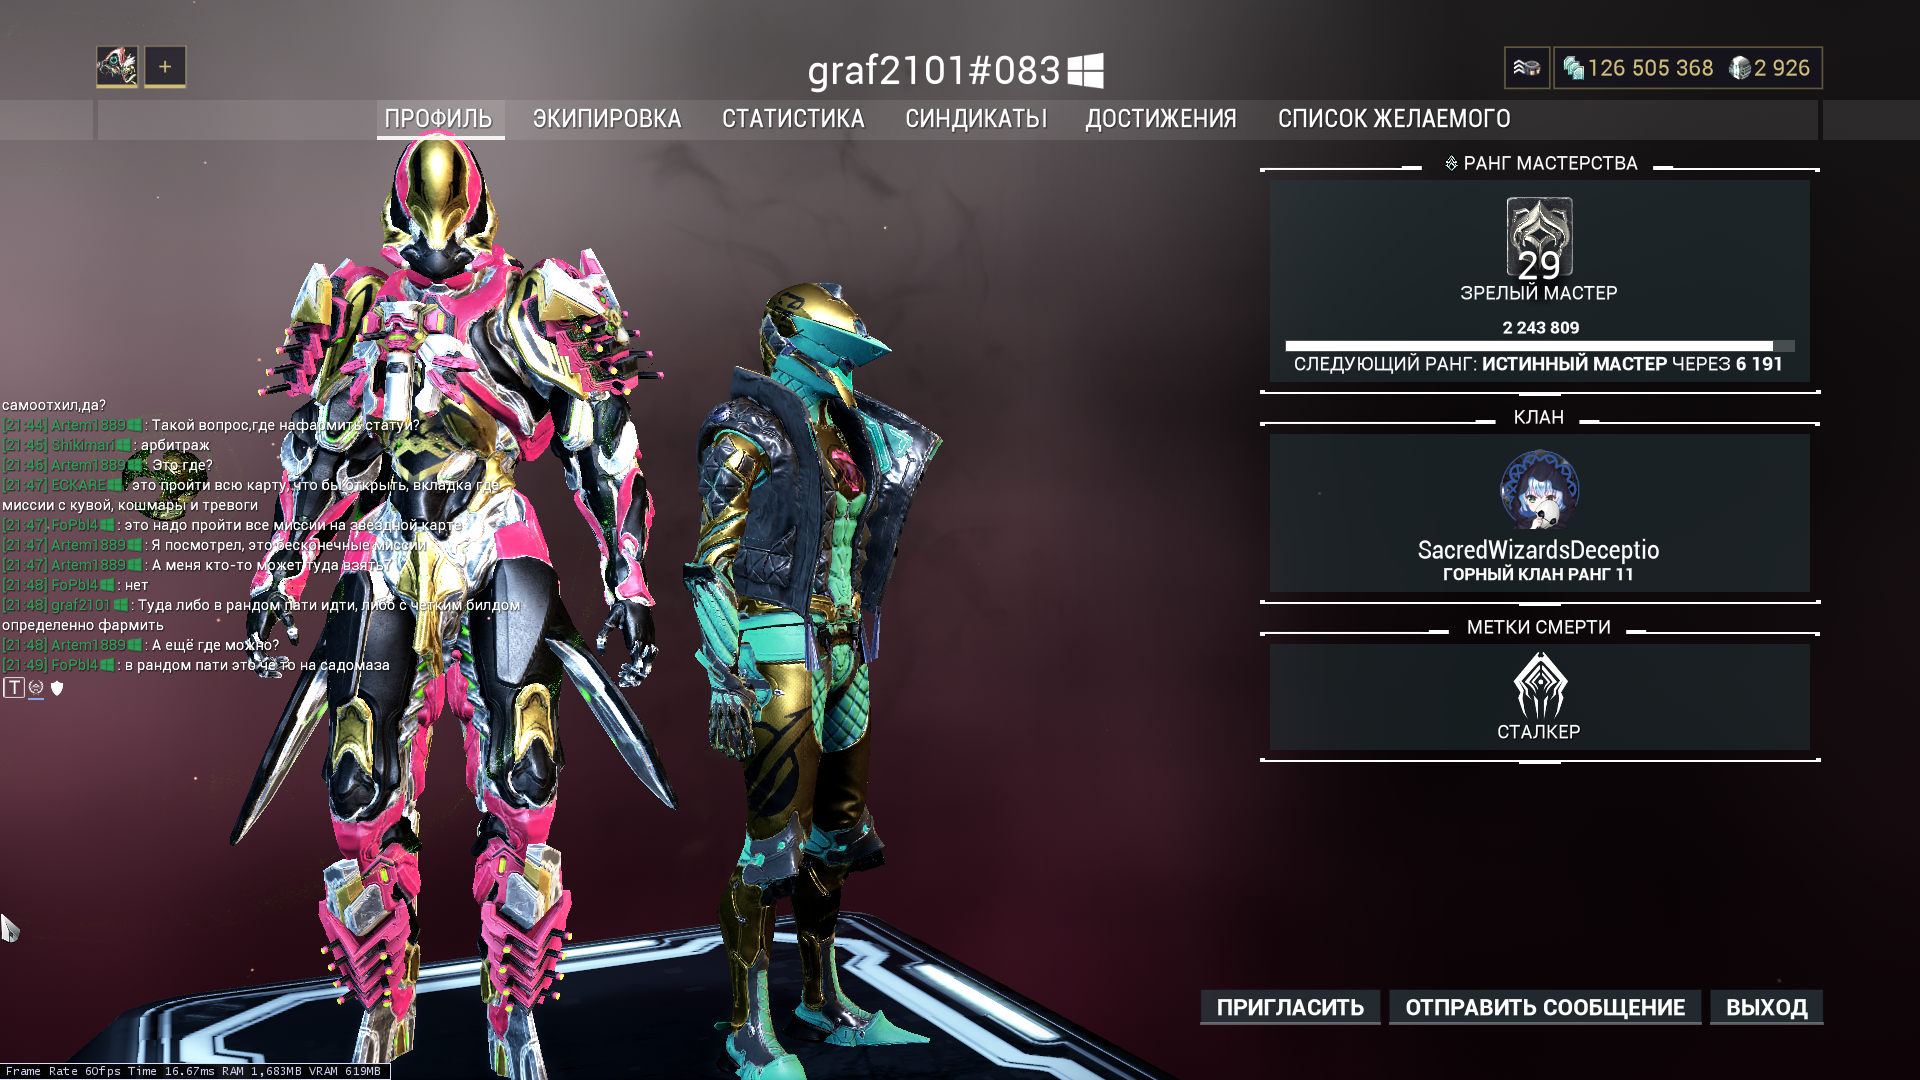 graf2101#083
126 505 368 2 926
ПРОФИЛЬ ЭКИПИРОВКА СТАТИСТИКА СИНДИКАТЫ ДОСТИЖЕНИЯ СПИСОК ЖЕЛАЕМОГО
РАНГ МАСТЕРСТВА
29
ЗРЕЛЫЙ МАСТЕР
2 243 809
СЛЕДУЮЩИЙ РАНГ: ИСТИННЫЙ МАСТЕР ЧЕРЕЗ 6 191
КЛАН
SacredWizardsDeceptio
ГОРНЫЙ КЛАН РАНГ 11
МЕТКИ СМЕРТИ
СТАЛКЕР
самоотхил,да?
[21:44] Artem1889 : Такой вопрос,где нафармить статуи?
[21:45] Shikimari : арбитраж
[21:46] Artem1889 : Это где?
[21:47] ECKARE : это пройти всю карту, что бы открыть, вкладка где
миссии с кувой, кошмары и тревоги
[21:47] FoPbI4 : это надо пройти все миссии на звездной карте
[21:47] Artem1889 : Я посмотрел, это бесконечные миссии
[21:47] Artem1889 : А меня кто-то может туда взять?
[21:48] FoPbI4 : нет
[21:48] graf2101 : Туда либо в рандом пати идти, либо с четким билдом
определенно фармить
[21:48] Artem1889 : А ещё где можно?
[21:49] FoPbI4 : в рандом пати это че то на садомаза
T
ПРИГЛАСИТЬ ОТПРАВИТЬ СООБЩЕНИЕ ВЫХОД
Frame Rate 60fps Time 16.67ms RAM 1,683MB VRAM 619MB